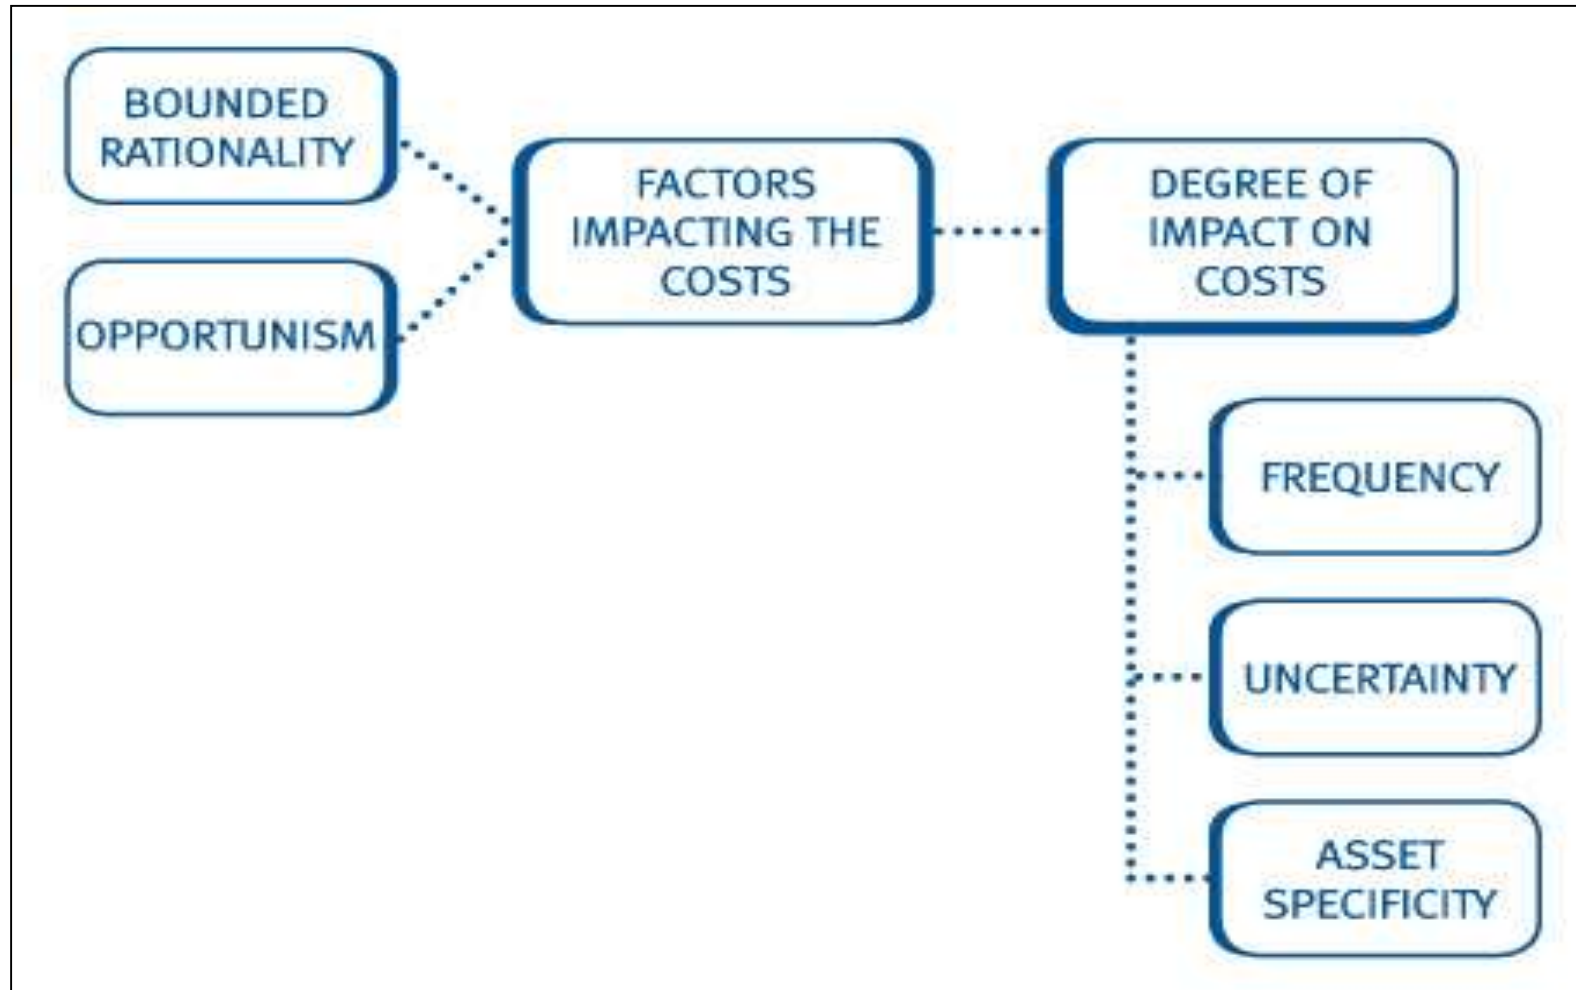 BOUNDED
RATIONALITY
OPPORTUNISM
FACTORS
IMPACTING THE
COSTS
DEGREE OF
IMPACT ON
COSTS
FREQUENCY
UNCERTAINTY
ASSET
SPECIFICITY